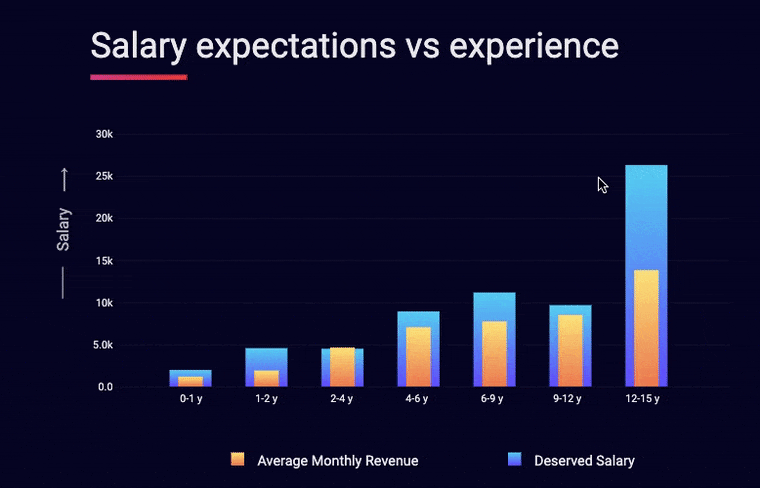 Salary expectations vs experience
30k
25k
20k
15k
10k
5.0k
0.0
Salary
0-1 y 1-2 y 2-4 y 4-6 y 6-9 y 9-12 y 12-15 y
Average Monthly Revenue Deserved Salary